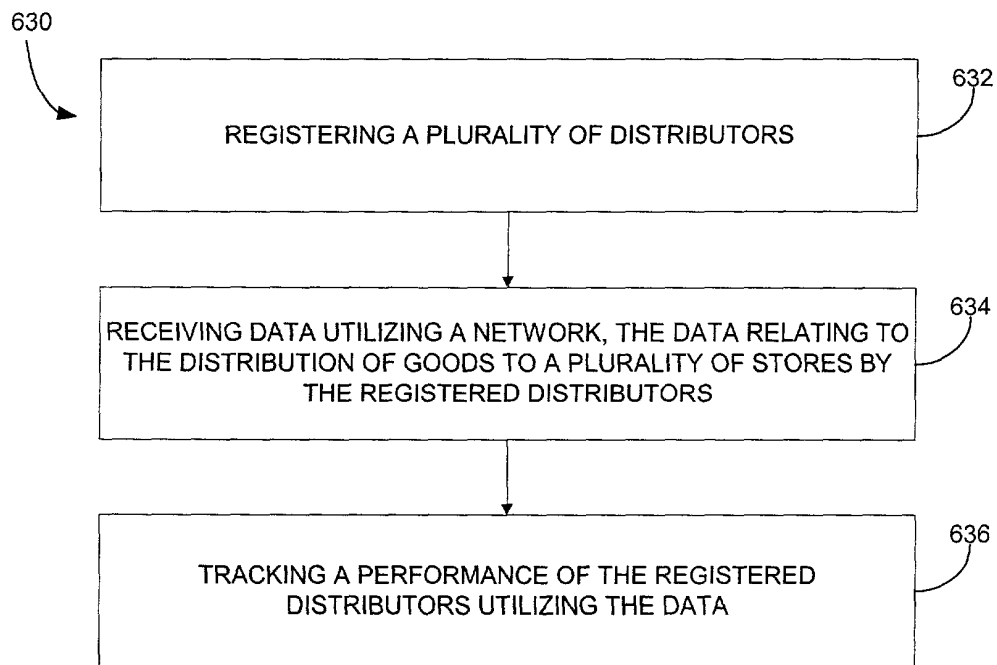 630
632
REGISTERING A PLURALITY OF DISTRIBUTORS
634
RECEIVING DATA UTILIZING A NETWORK, THE DATA RELATING TO
THE DISTRIBUTION OF GOODS TO A PLURALITY OF STORES BY
THE REGISTERED DISTRIBUTORS
636
TRACKING A PERFORMANCE OF THE REGISTERED
DISTRIBUTORS UTILIZING THE DATA